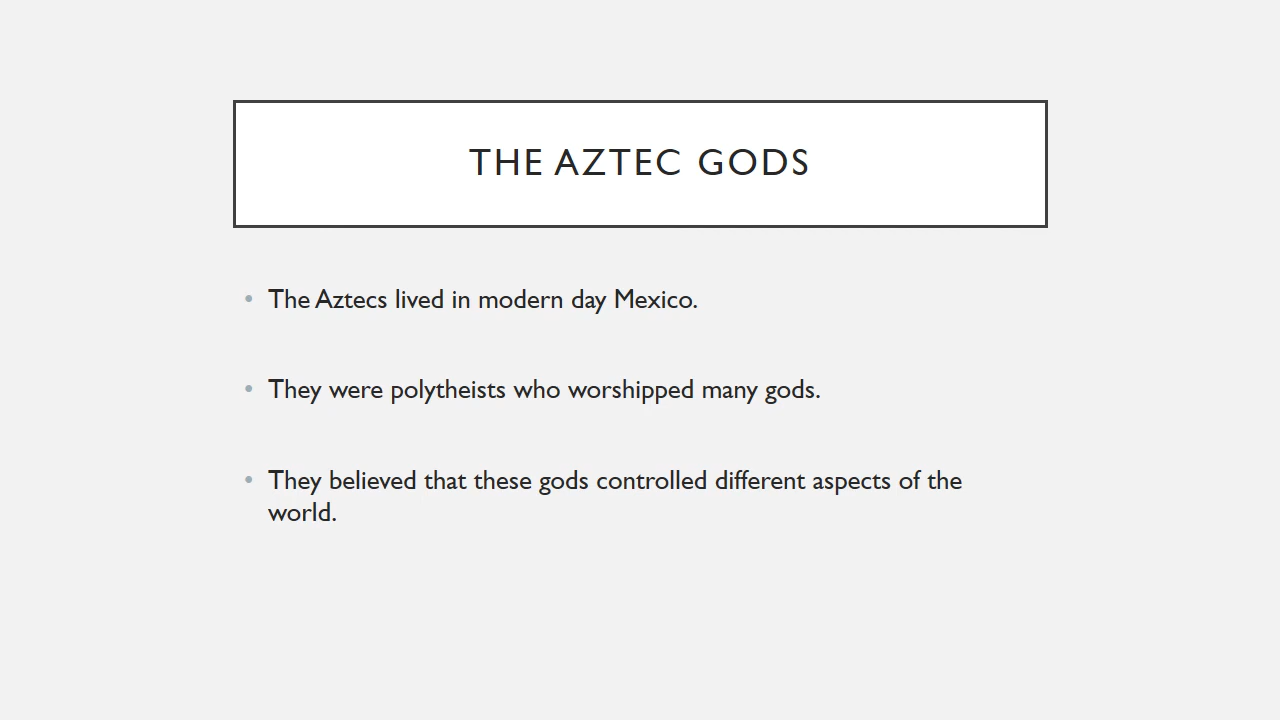 THE AZTEC GODS
• The Aztecs lived in modern day Mexico.
• They were polytheists who worshipped many gods.
• They believed that these gods controlled different aspects of the
world.